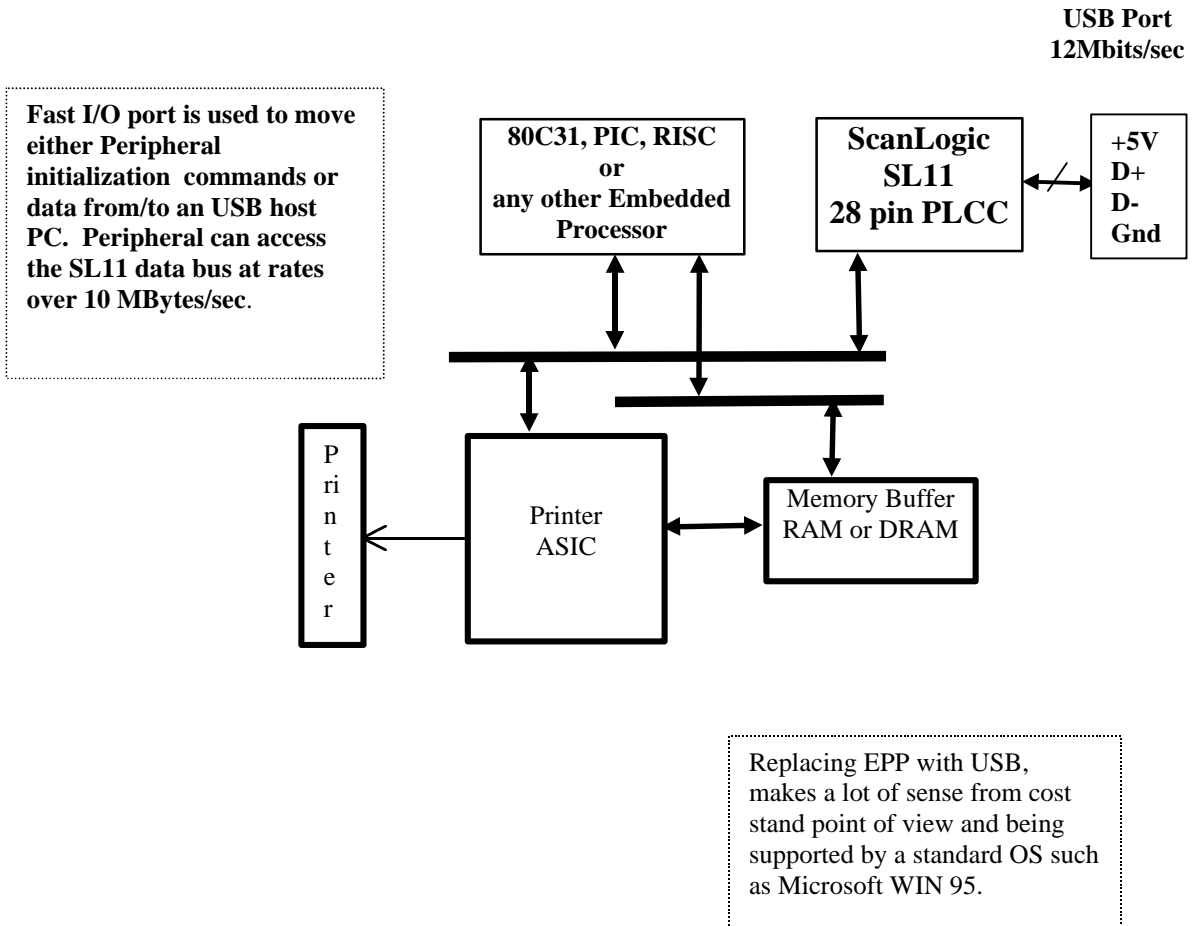 USB Port
12Mbits/sec
Fast I/O port is used to move
either Peripheral
initialization commands or
data from/to an USB host
PC. Peripheral can access
the SL11 data bus at rates
over 10 MBytes/sec.
80C31, PIC, RISC
or
any other Embedded
Processor
ScanLogic
SL11
28 pin PLCC
+5V
D+
D-
Gnd
P
ri
n
t
e
r
Printer
ASIC
Memory Buffer
RAM or DRAM
Replacing EPP with USB,
makes a lot of sense from cost
stand point of view and being
supported by a standard OS such
as Microsoft WIN 95.